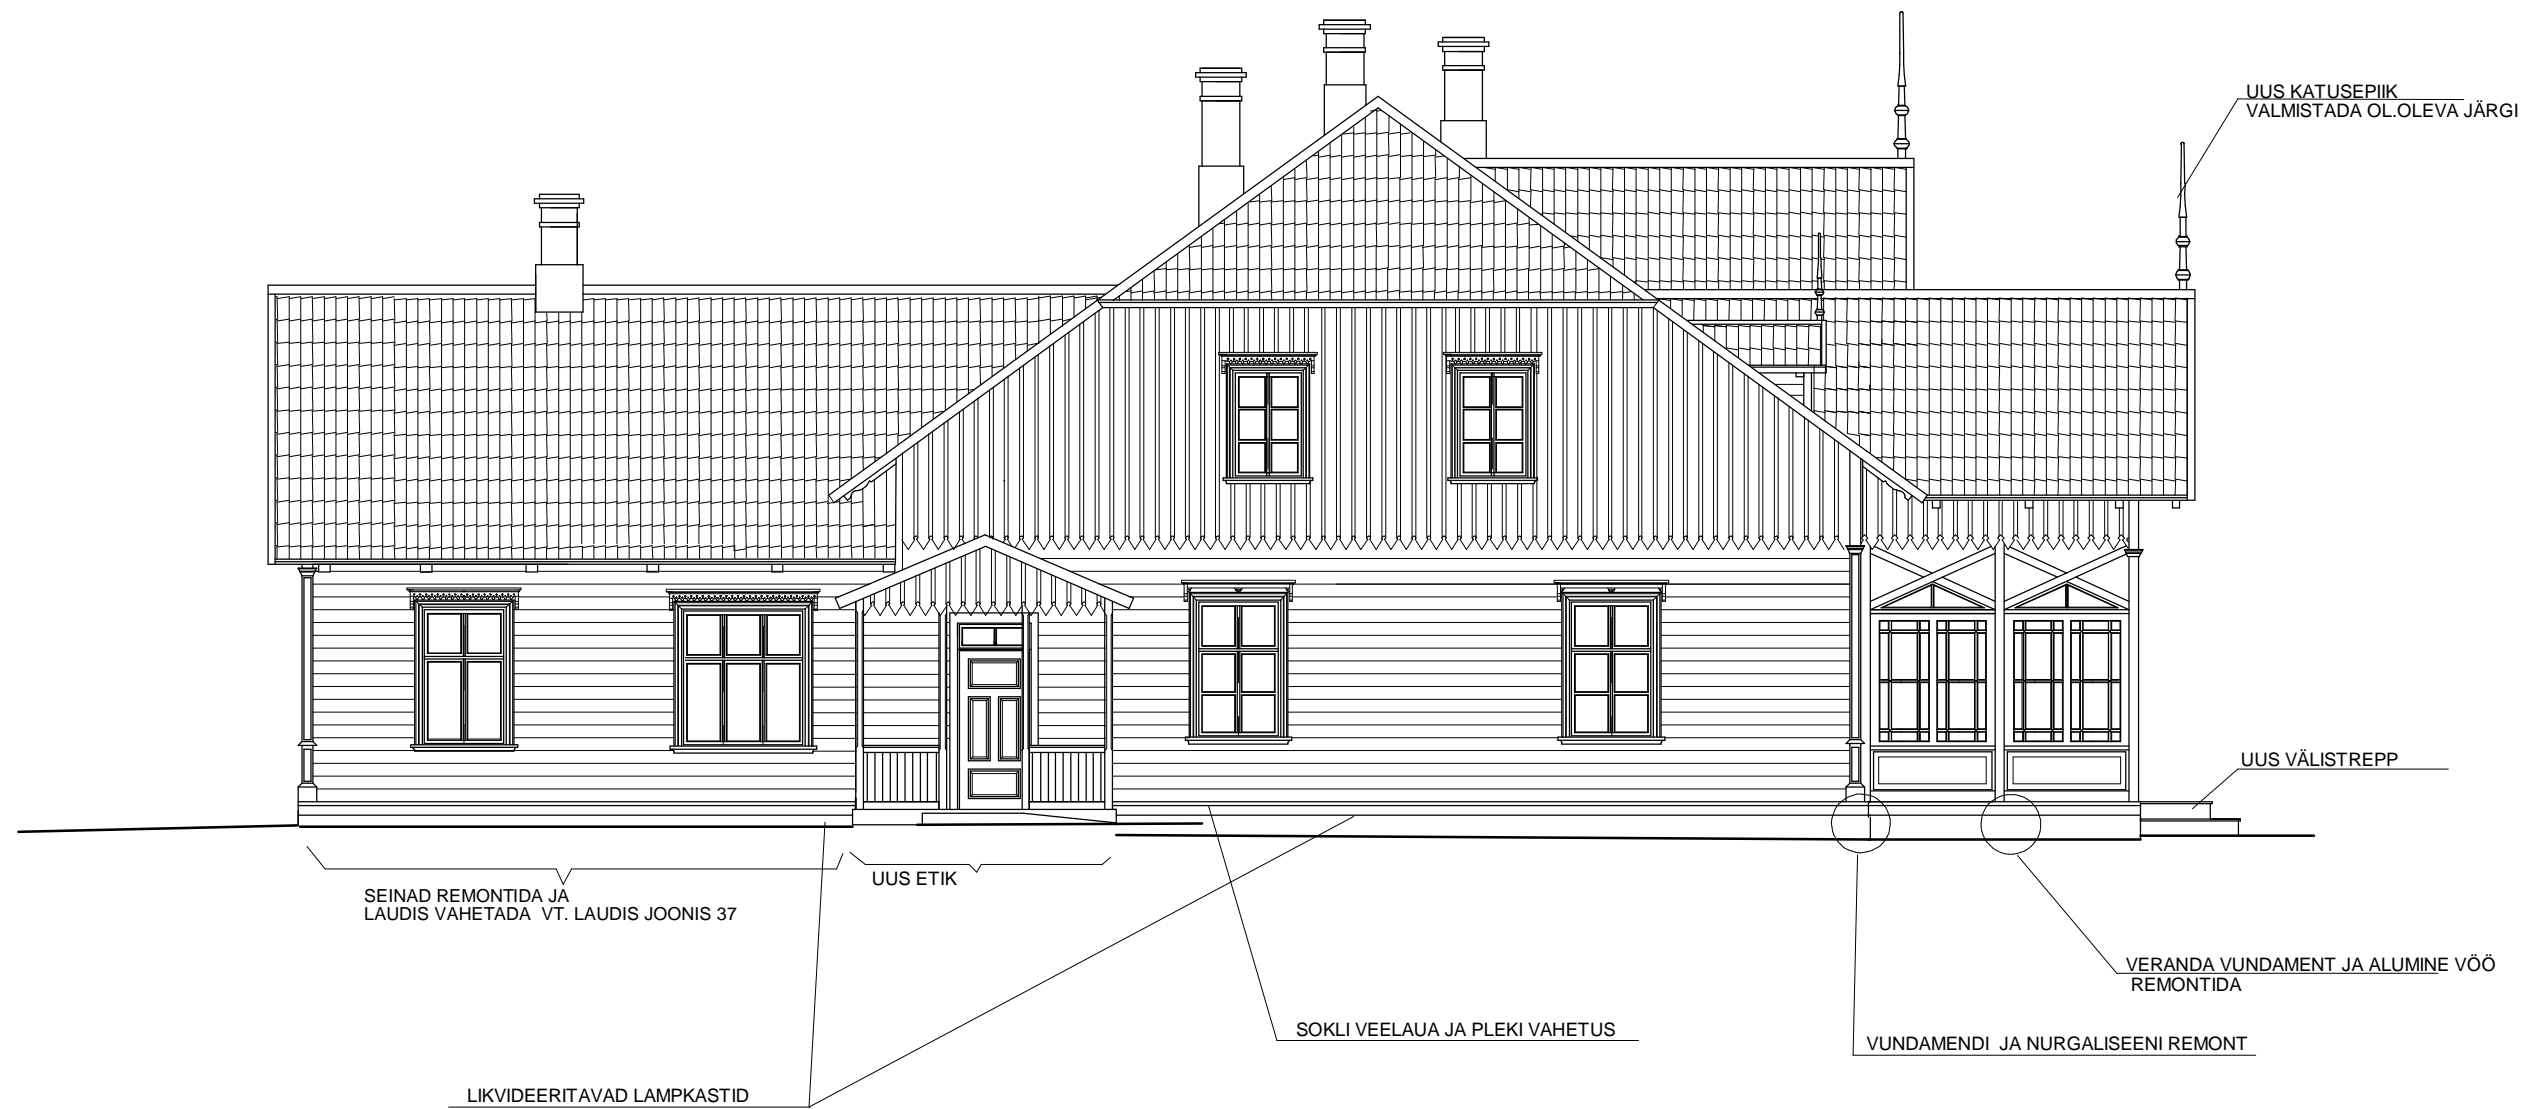 UUS KATUSEPIIK
VALMISTADA OL.OLEVA JÄRGI
UUS VÄLISTREPP
UUS ETIK
SEINAD REMONTIDA JA
LAUDIS VAHETADA VT. LAUDIS JOONIS 37
VERANDA VUNDAMENT JA ALUMINE VÖÖ
REMONTIDA
SOKLI VEELAUA JA PLEKI VAHETUS
VUNDAMENDI JA NURGALISEENI REMONT
LIKVIDEERITAVAD LAMPKASTID